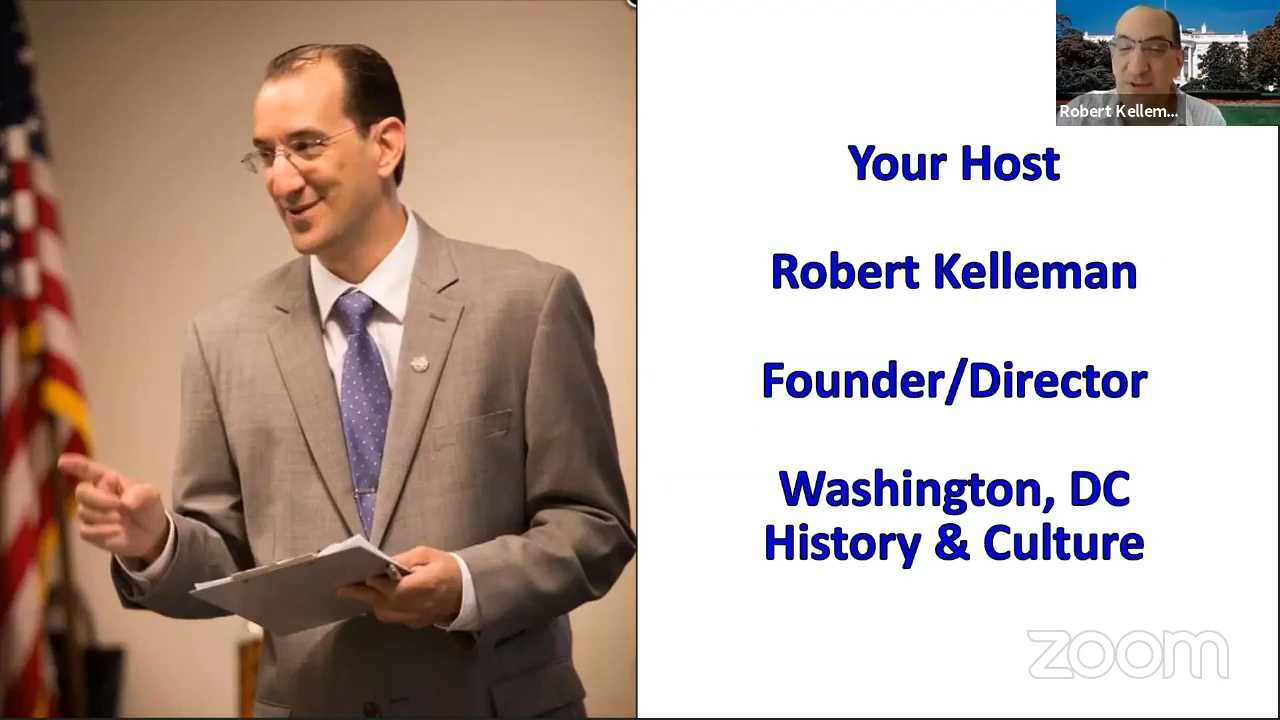 Robert Kellem...
Your Host
Robert Kelleman
Founder/Director
Washington, DC
History & Culture
zoom